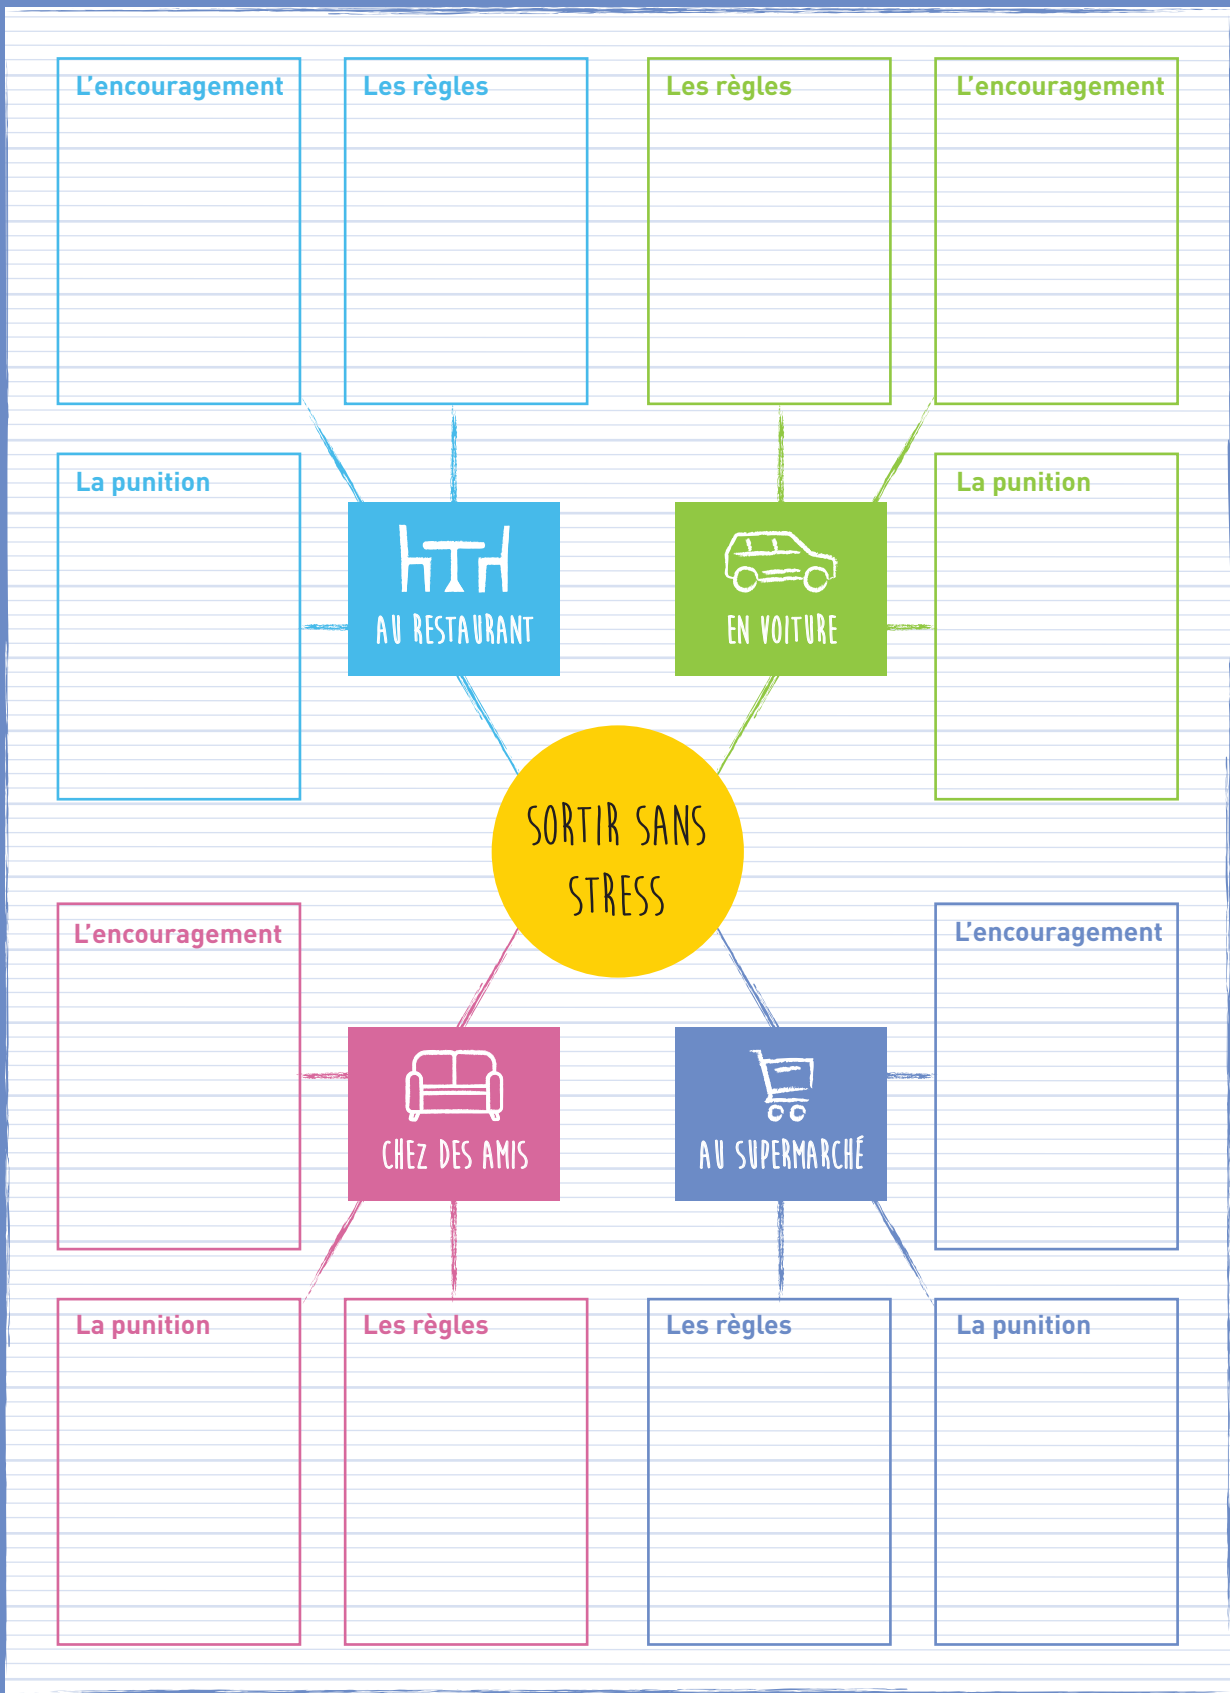 L'encouragement
Les règles
Les règles
L'encouragement
La punition
La punition
AU RESTAURANT
EN VOITURE
SORTIR SANS
STRESS
L'encouragement
L'encouragement
CHEZ DES AMIS
AU SUPERMARCHÉ
La punition
Les règles
Les règles
La punition